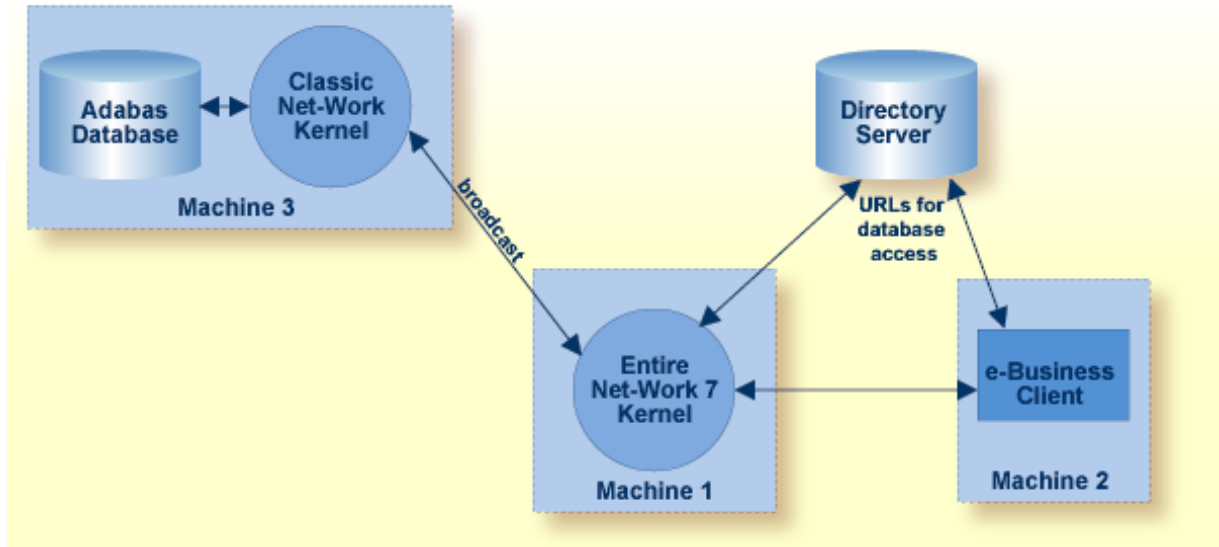 Adabas
Database
Classic
Net-Work
Kernel
Machine 3
broadcast
Directory
Server
URLs for
database
access
Entire
Net-Work 7
Kernel
Machine 1
e-Business
Client
Machine 2